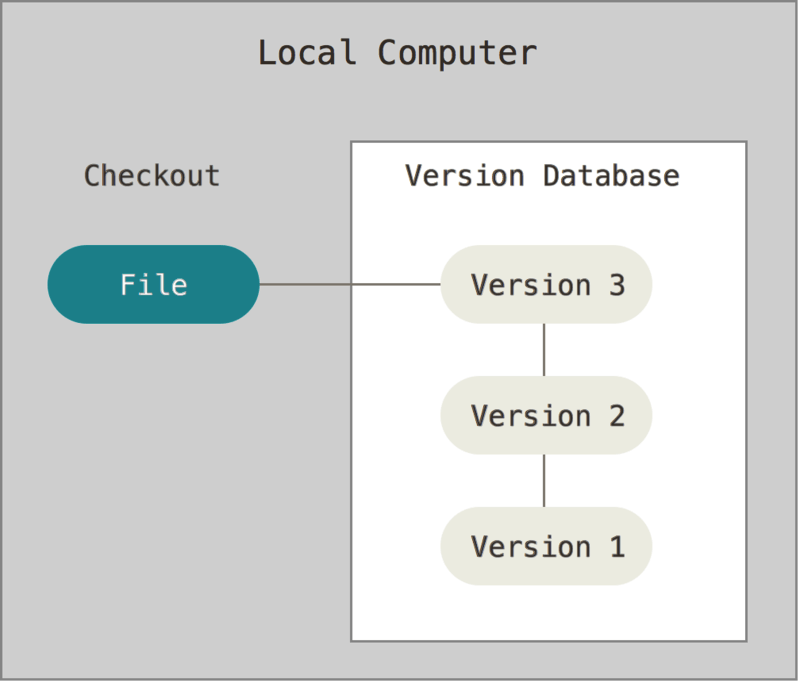 Local Computer
Checkout
Version Database
File
Version 3
Version 2
Version 1